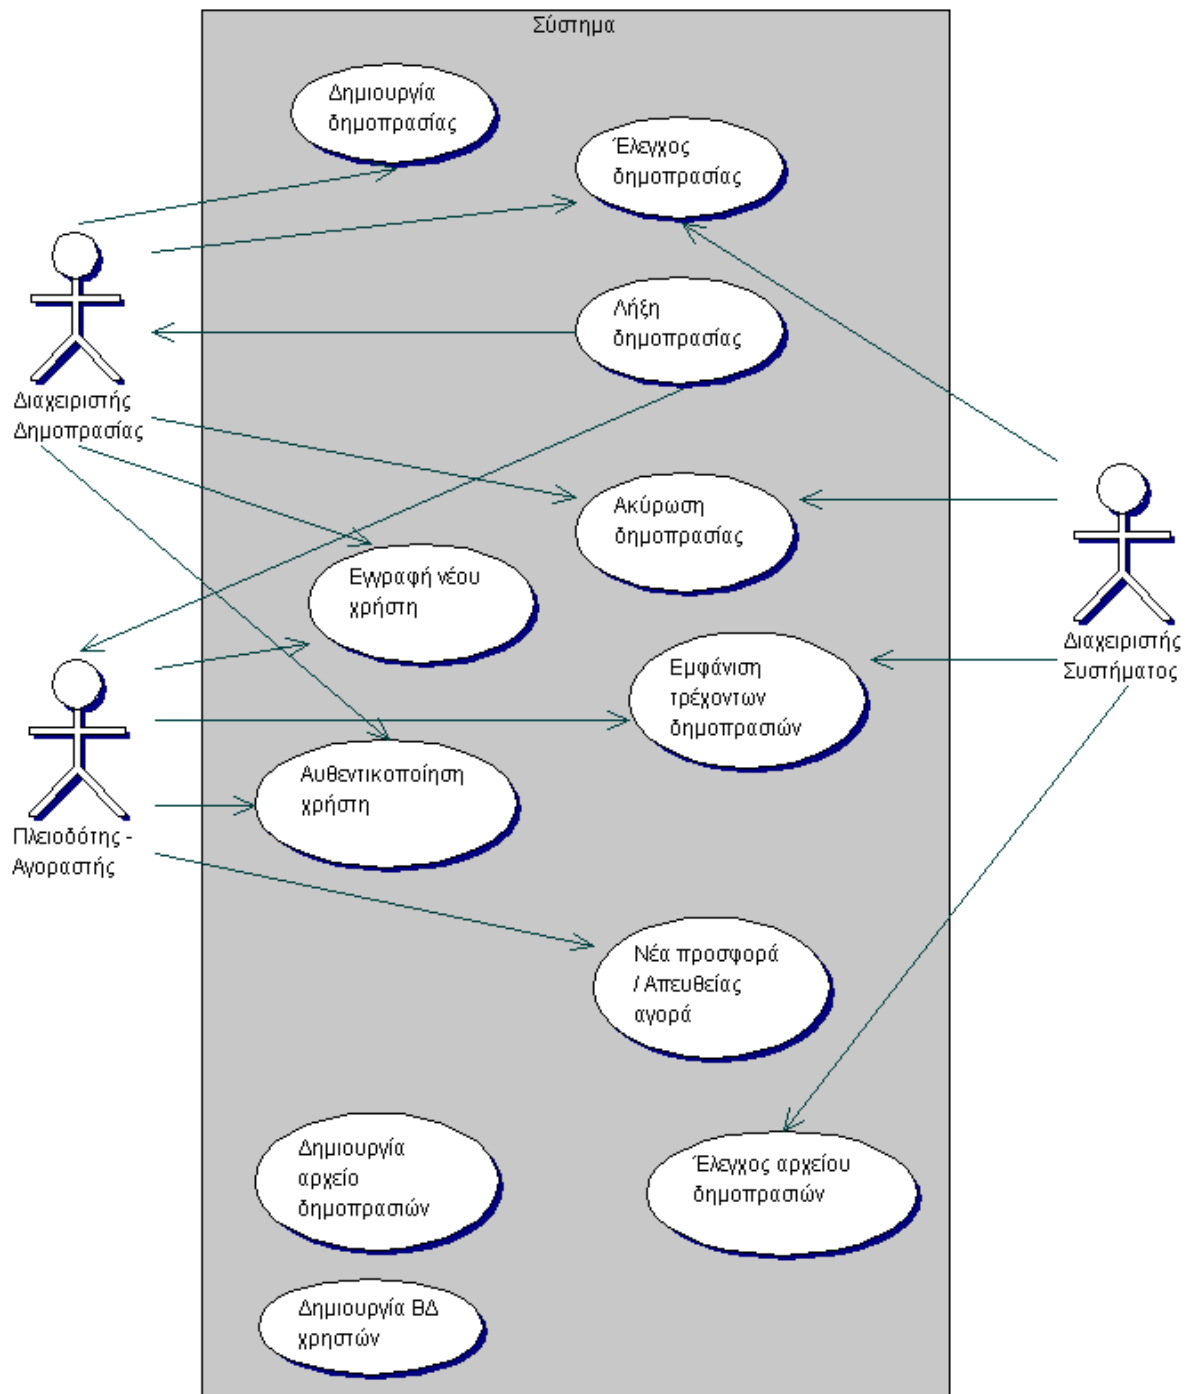 Σύστημα
Δημιουργία
δημοπρασίας
Έλεγχος
δημοπρασίας
Λήξη
δημοπρασίας
Διαχειριστής
Δημοπρασίας
Ακύρωση
δημοπρασίας
Εγγραφή νέου
χρήστη
Διαχειριστής
Συστήματος
Εμφάνιση
τρέχοντων
δημοπρασιών
Αυθεντικοποίηση
χρήστη
Πλειοδότης -
Αγοραστής
Νέα προσφορά
/ Απευθείας
αγορά
Δημιουργία
αρχείο
δημοπρασιών
Έλεγχος αρχείου
δημοπρασιών
Δημιουργία ΒΔ
χρηστών